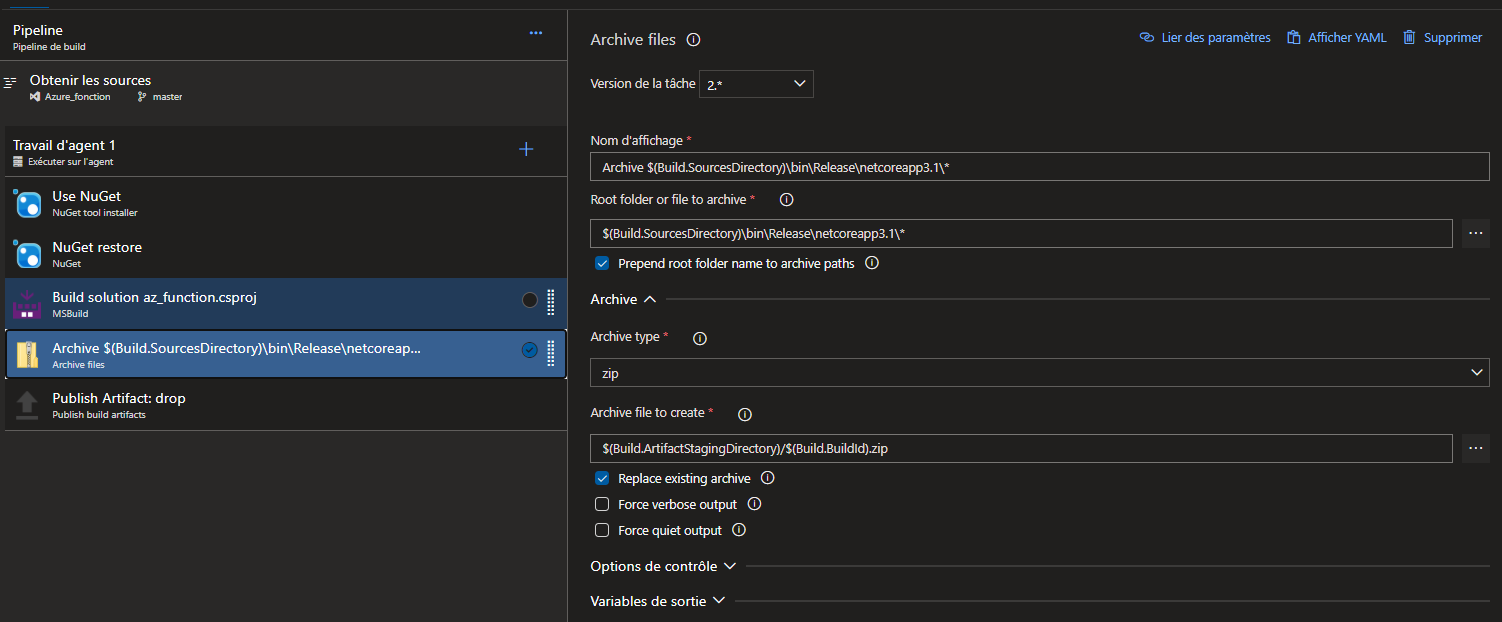 Pipeline
Pipeline de build
Obtenir les sources
Azure_fonction master
Travail d'agent 1
Exécuter sur l'agent
Use NuGet
NuGet tool installer
NuGet restore
NuGet
Build solution az_function.csproj
MSBuild
Archive $(Build.SourcesDirectory)\bin\Release\netcoreap...
Archive files
Publish Artifact: drop
Publish build artifacts
Archive files
Lier des paramètres Afficher YAML Supprimer
Version de la tâche 2.*
Nom d'affichage *
Archive $(Build.SourcesDirectory)\bin\Release\netcoreapp3.1\*
Root folder or file to archive *
$(Build.SourcesDirectory)\bin\Release\netcoreapp3.1\*
Prepend root folder name to archive paths
Archive
Archive type *
zip
Archive file to create *
$(Build.ArtifactStagingDirectory)/$(Build.BuildId).zip
Replace existing archive
Force verbose output
Force quiet output
Options de contrôle
Variables de sortie